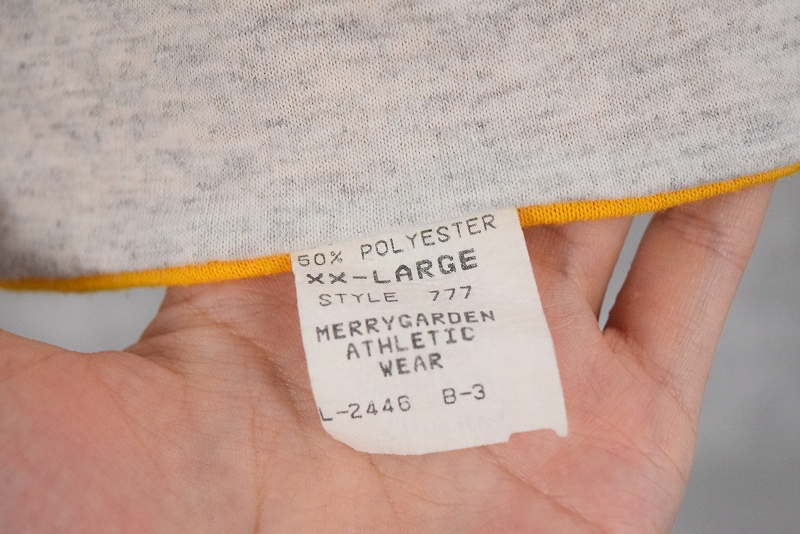 50% POLYESTER
XX-LARGE
STYLE 777
MERRYGARDEN
ATHLETIC
WEAR
L-2446 B-3